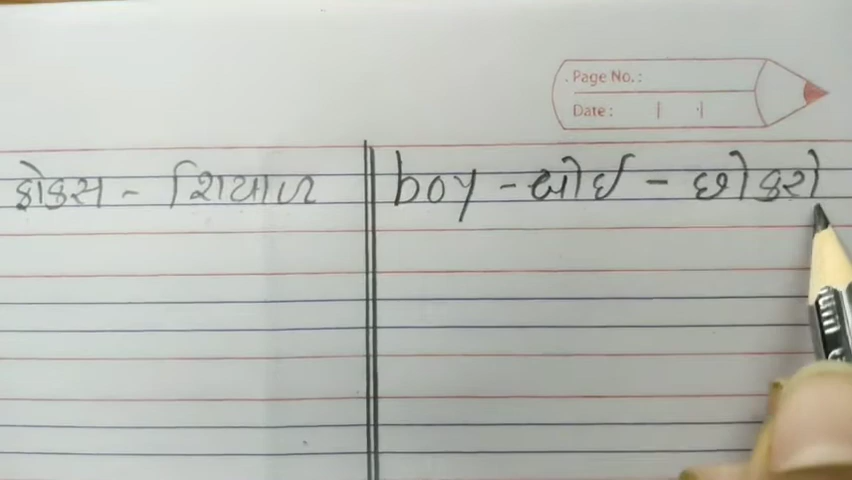 Page No. :
Date :
ફોક્સ - શિયાળ
boy - બોઈ - છોકરો